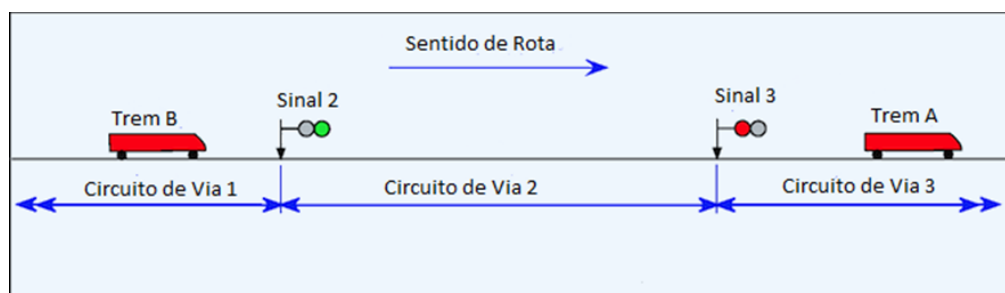 Sentido de Rota
Sinal 2
Sinal 3
Trem B
Trem A
Circuito de Via 1
Circuito de Via 2
Circuito de Via 3